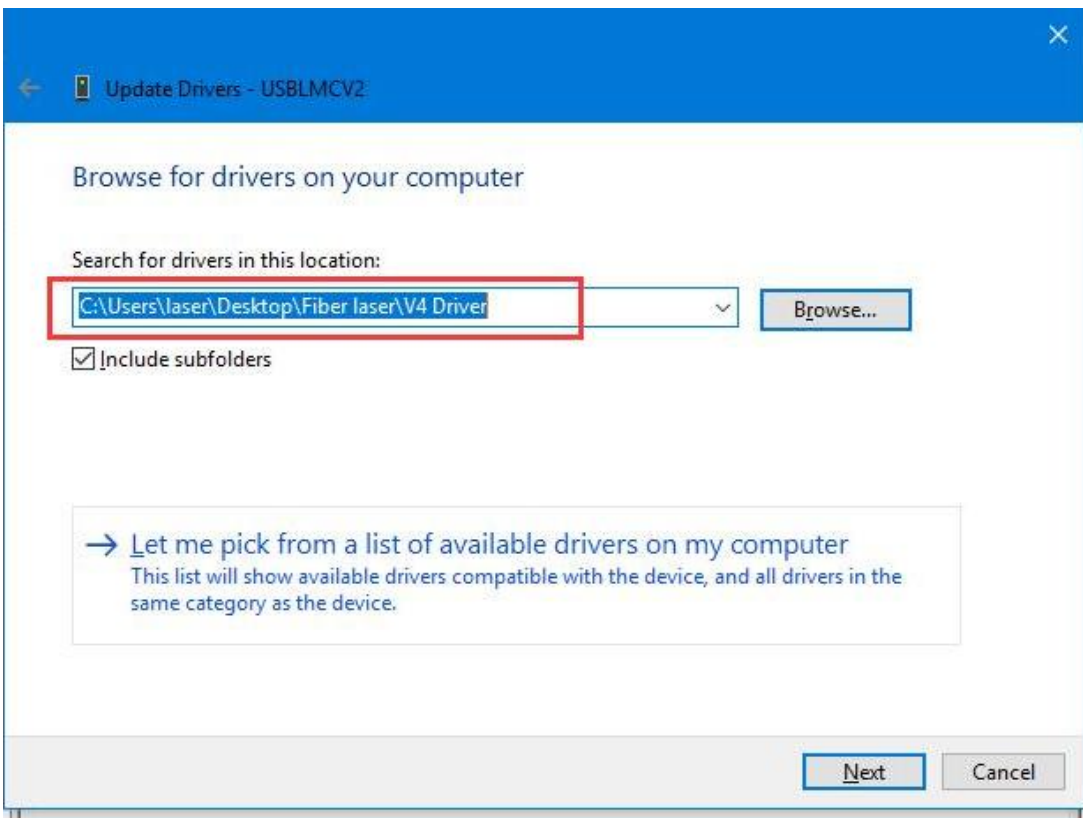 Update Drivers - USBLMCV2
Browse for drivers on your computer
Search for drivers in this location:
C:\Users\laser\Desktop\Fiber laser\V4 Driver
Browse...
Include subfolders
Let me pick from a list of available drivers on my computer
This list will show available drivers compatible with the device, and all drivers in the
same category as the device.
Next
Cancel